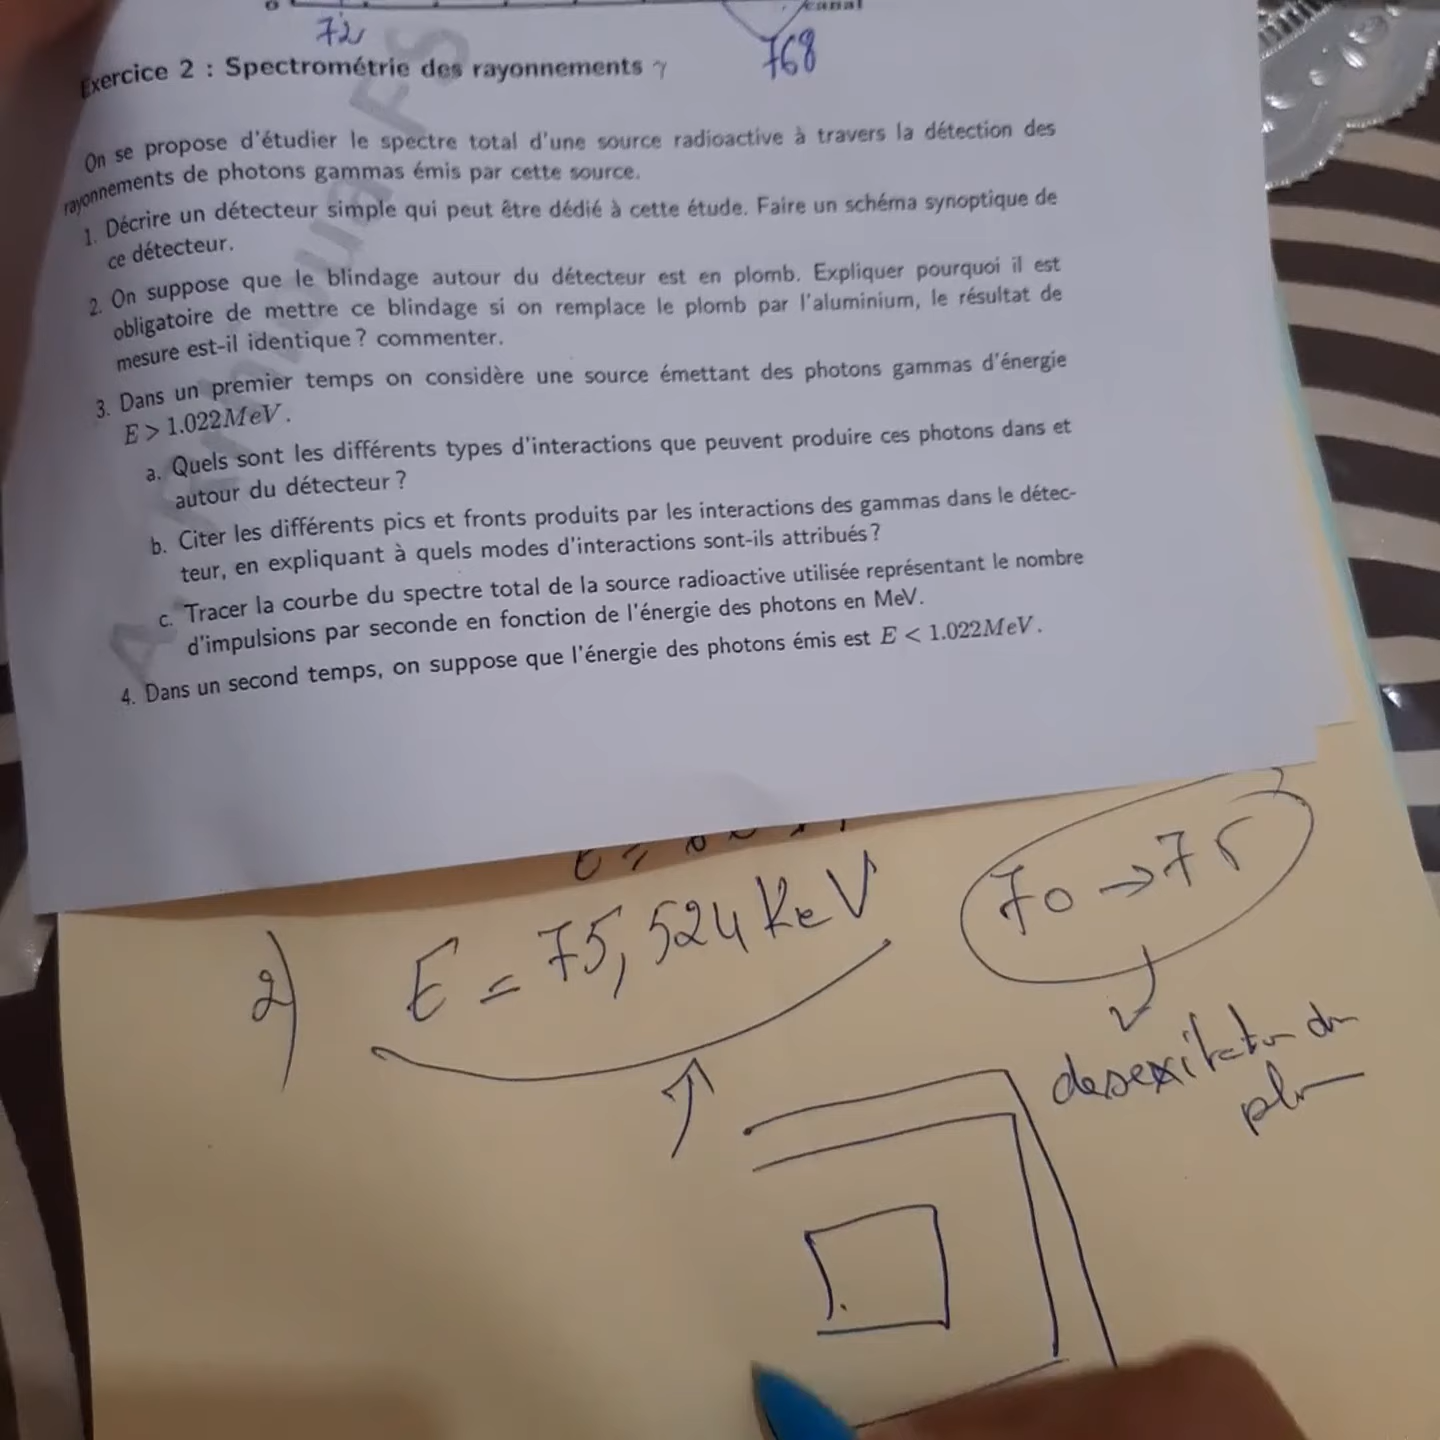 0
canal
72
768
Exercice 2 : Spectrométrie des rayonnements γ
On se propose d'étudier le spectre total d'une source radioactive à travers la détection des
rayonnements de photons gammas émis par cette source.
1. Décrire un détecteur simple qui peut être dédié à cette étude. Faire un schéma synoptique de
ce détecteur.
2. On suppose que le blindage autour du détecteur est en plomb. Expliquer pourquoi il est
obligatoire de mettre ce blindage si on remplace le plomb par l'aluminium, le résultat de
mesure est-il identique ? commenter.
3. Dans un premier temps on considère une source émettant des photons gammas d'énergie
E > 1.022MeV.
a. Quels sont les différents types d'interactions que peuvent produire ces photons dans et
autour du détecteur ?
b. Citer les différents pics et fronts produits par les interactions des gammas dans le détec-
teur, en expliquant à quels modes d'interactions sont-ils attribués ?
c. Tracer la courbe du spectre total de la source radioactive utilisée représentant le nombre
d'impulsions par seconde en fonction de l'énergie des photons en MeV.
4. Dans un second temps, on suppose que l'énergie des photons émis est E < 1.022MeV.
2) E = 75,524 KeV
70 → 75